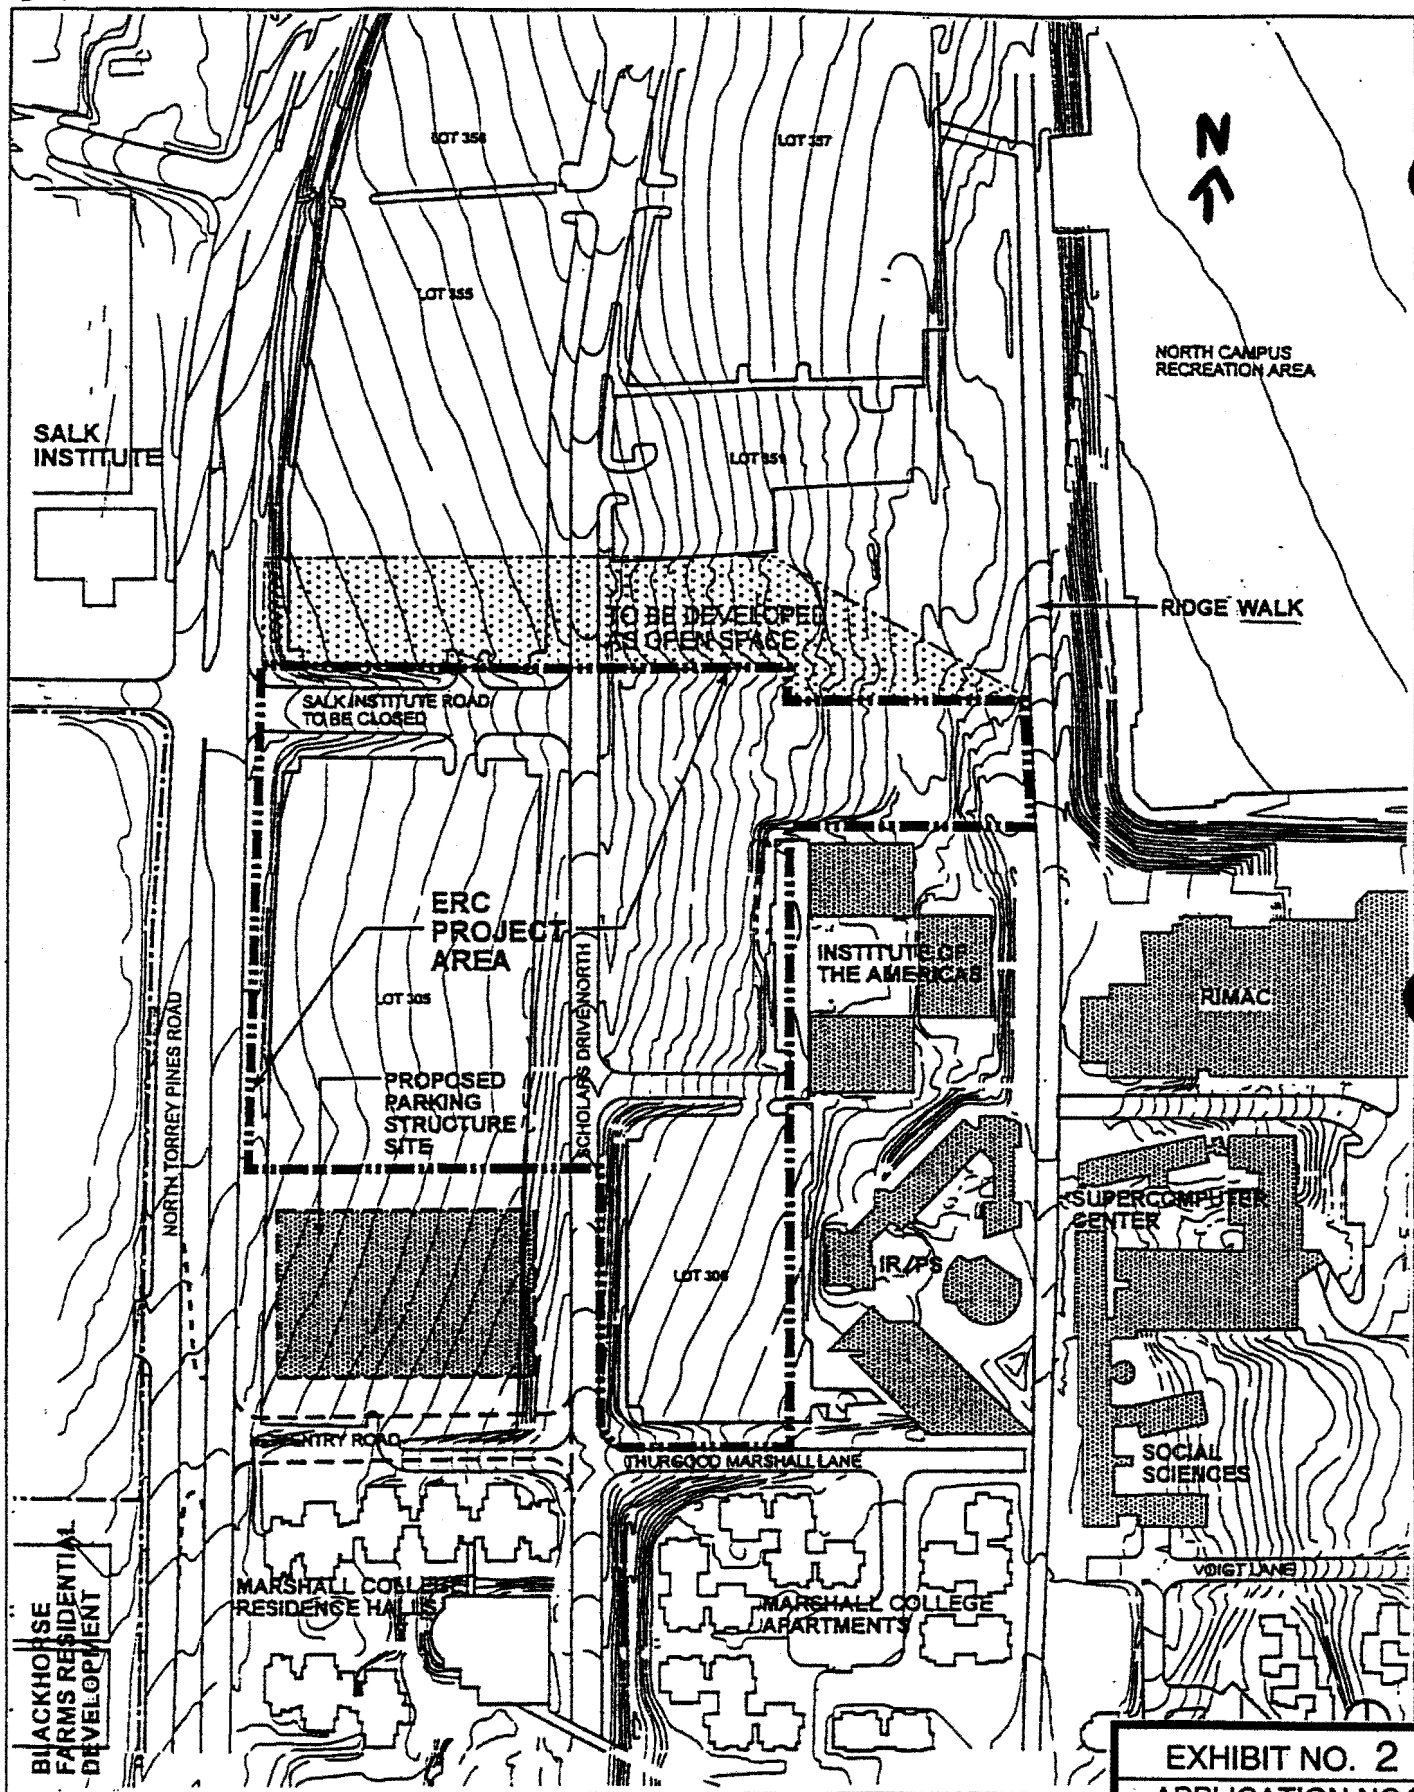 LOT 356
LOT 357
N
LOT 355
NORTH CAMPUS
RECREATION AREA
SALK
INSTITUTE
LOT 351
TO BE DEVELOPED
AS OPEN SPACE
RIDGE WALK
SALK INSTITUTE ROAD
TO BE CLOSED
ERC
PROJECT
AREA
INSTITUTE OF
THE AMERICAS
LOT 305
RIMAC
NORTH TORREY PINES ROAD
SCHOLARS DRIVE NORTH
PROPOSED
PARKING
STRUCTURE
SITE
SUPERCOMPUTER
CENTER
IR/PS
LOT 306
ENTRY ROAD
THURGOOD MARSHALL LANE
SOCIAL
SCIENCES
VOIGT LANE
MARSHALL COLLEGE
RESIDENCE HALLS
MARSHALL COLLEGE
APARTMENTS
BLACKHORSE
FARMS RESIDENTIAL
DEVELOPMENT
EXHIBIT NO. 2